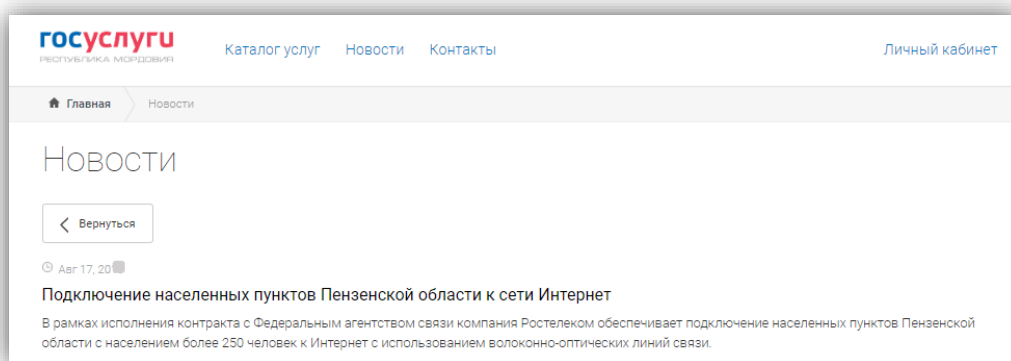 госуслуги
РЕСПУБЛИКА МОРДОВИЯ
Каталог услуг Новости Контакты Личный кабинет
Главная Новости
Новости
Вернуться
Авг 17, 20
Подключение населенных пунктов Пензенской области к сети Интернет
В рамках исполнения контракта с Федеральным агентством связи компания Ростелеком обеспечивает подключение населенных пунктов Пензенской
области с населением более 250 человек к Интернет с использованием волоконно-оптических линий связи.